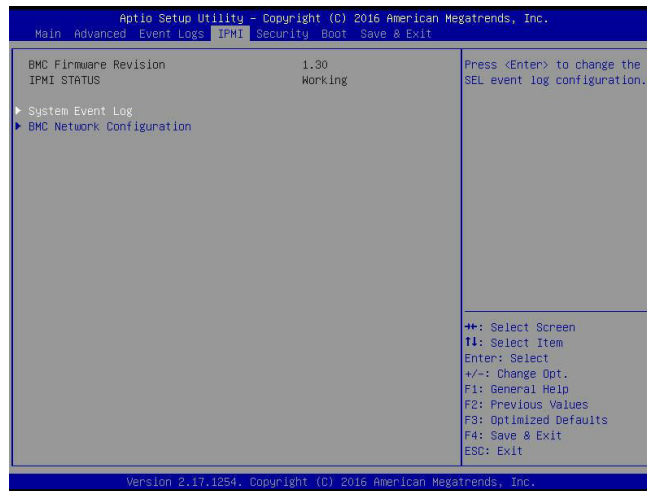 Aptio Setup Utility – Copyright (C) 2016 American Megatrends, Inc.
Main Advanced Event Logs IPMI Security Boot Save & Exit
BMC Firmware Revision 1.30
IPMI STATUS Working
System Event Log
BMC Network Configuration
Press <Enter> to change the
SEL event log configuration.
→←: Select Screen
↑↓: Select Item
Enter: Select
+/-: Change Opt.
F1: General Help
F2: Previous Values
F3: Optimized Defaults
F4: Save & Exit
ESC: Exit
Version 2.17.1254. Copyright (C) 2016 American Megatrends, Inc.